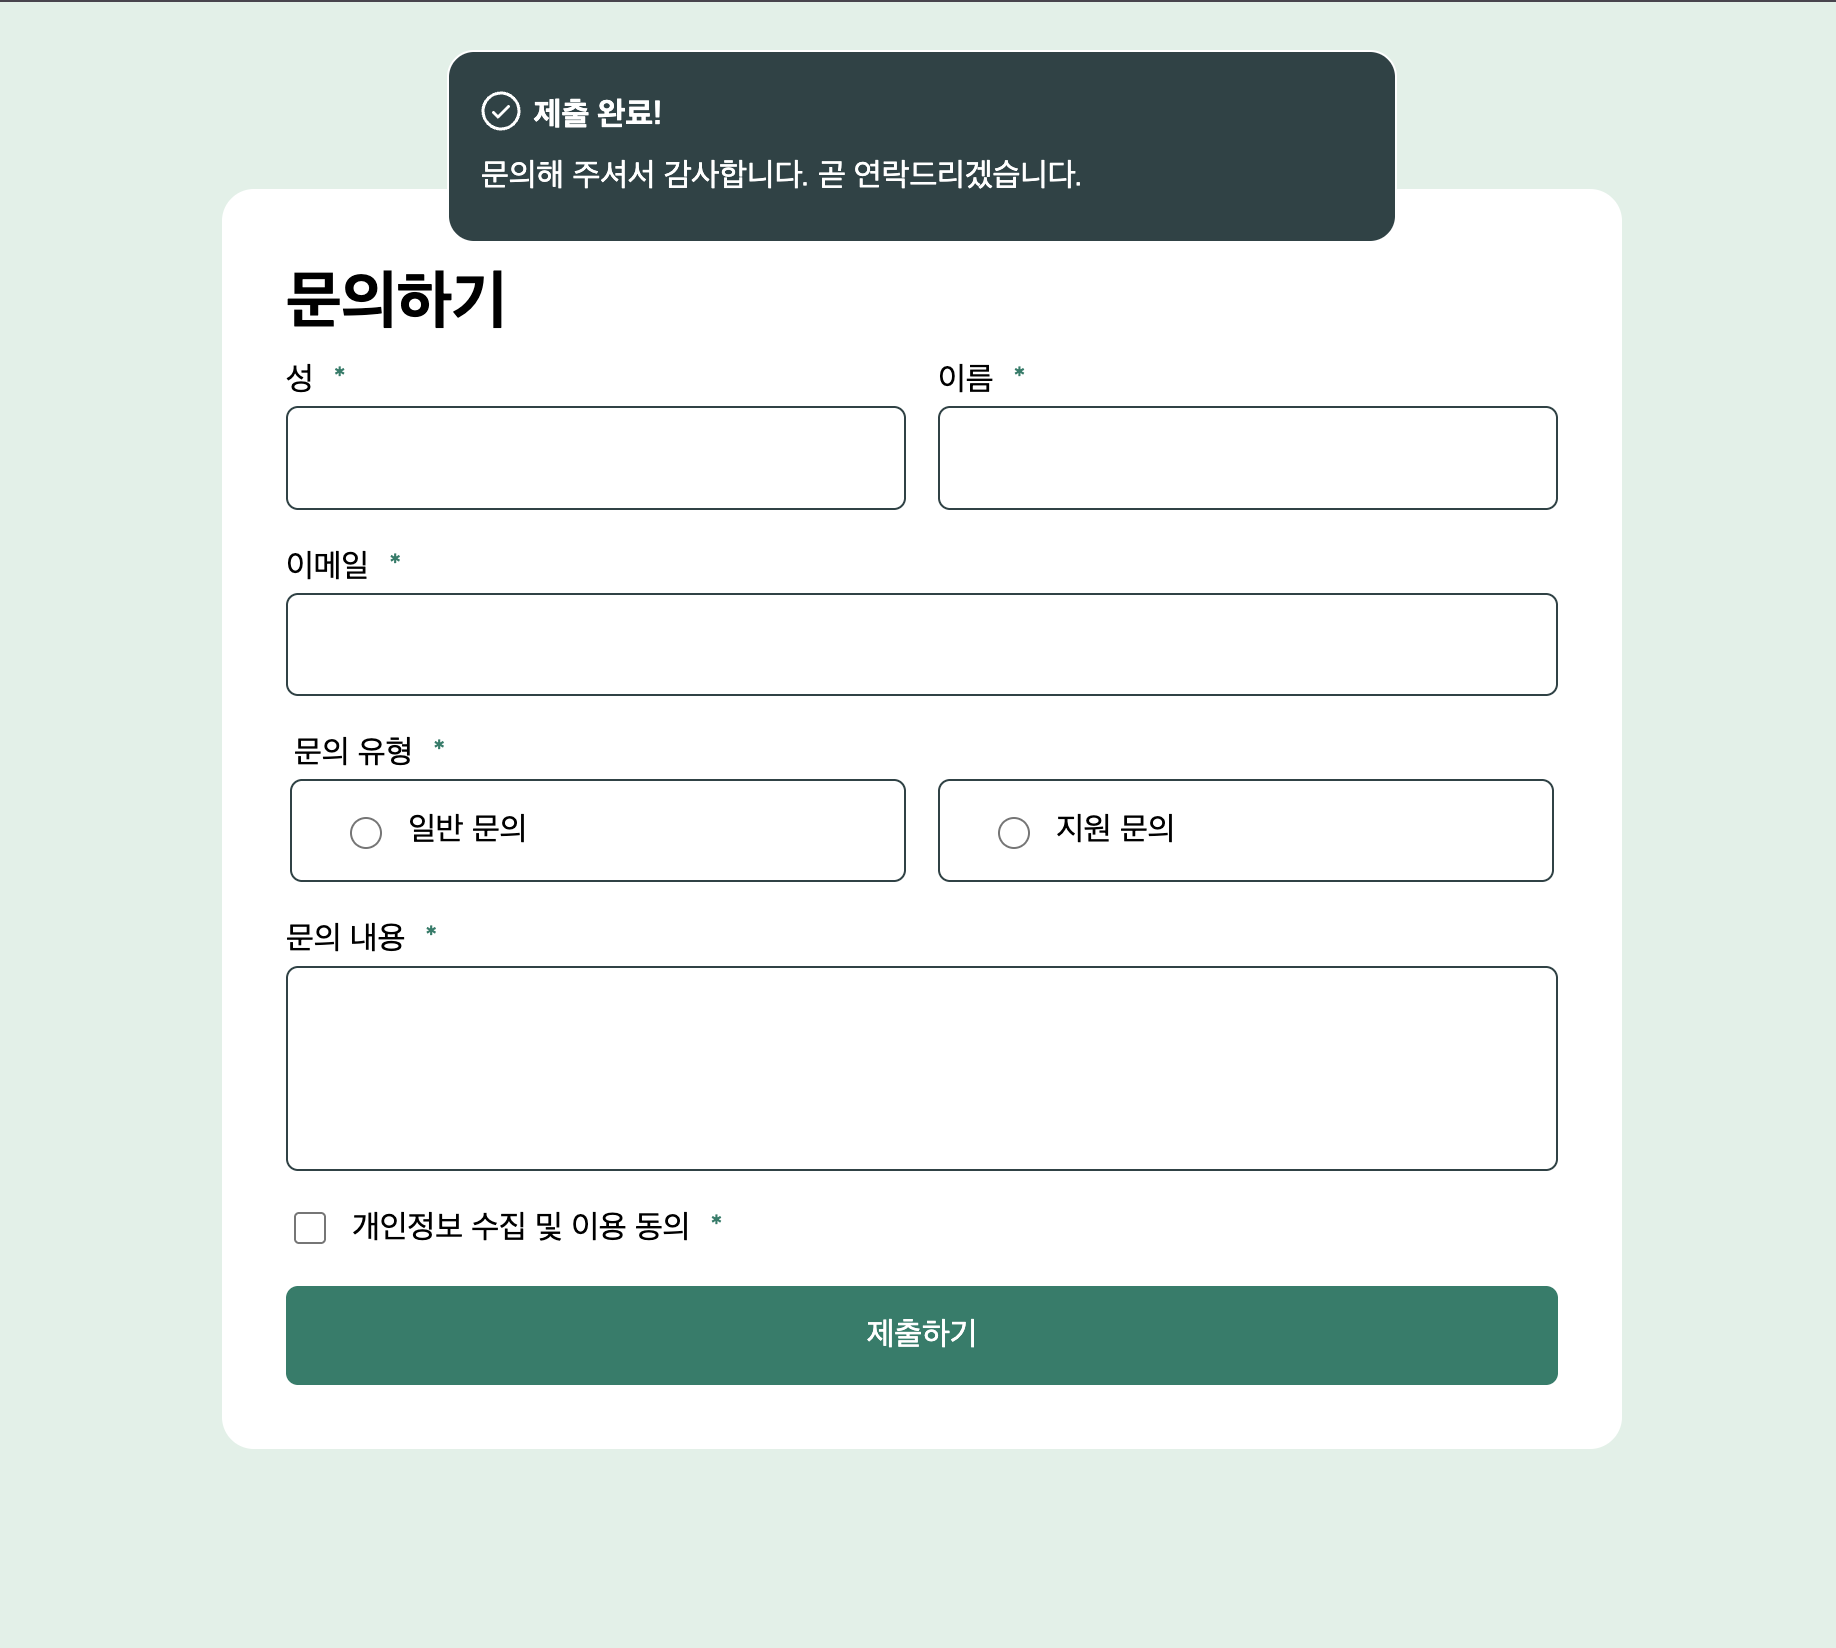 제출 완료!
문의해 주셔서 감사합니다. 곧 연락드리겠습니다.
문의하기
성 *
이름 *
이메일 *
문의 유형 *
일반 문의
지원 문의
문의 내용 *
개인정보 수집 및 이용 동의 *
제출하기